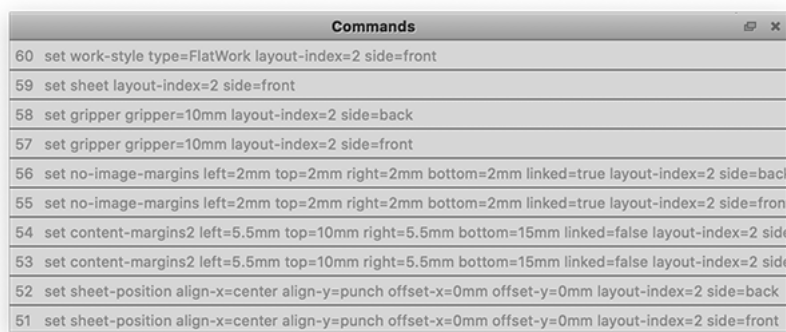 Commands
60 set work-style type=FlatWork layout-index=2 side=front
59 set sheet layout-index=2 side=front
58 set gripper gripper=10mm layout-index=2 side=back
57 set gripper gripper=10mm layout-index=2 side=front
56 set no-image-margins left=2mm top=2mm right=2mm bottom=2mm linked=true layout-index=2 side=back
55 set no-image-margins left=2mm top=2mm right=2mm bottom=2mm linked=true layout-index=2 side=fron
54 set content-margins2 left=5.5mm top=10mm right=5.5mm bottom=15mm linked=false layout-index=2 side
53 set content-margins2 left=5.5mm top=10mm right=5.5mm bottom=15mm linked=false layout-index=2 side
52 set sheet-position align-x=center align-y=punch offset-x=0mm offset-y=0mm layout-index=2 side=back
51 set sheet-position align-x=center align-y=punch offset-x=0mm offset-y=0mm layout-index=2 side=front